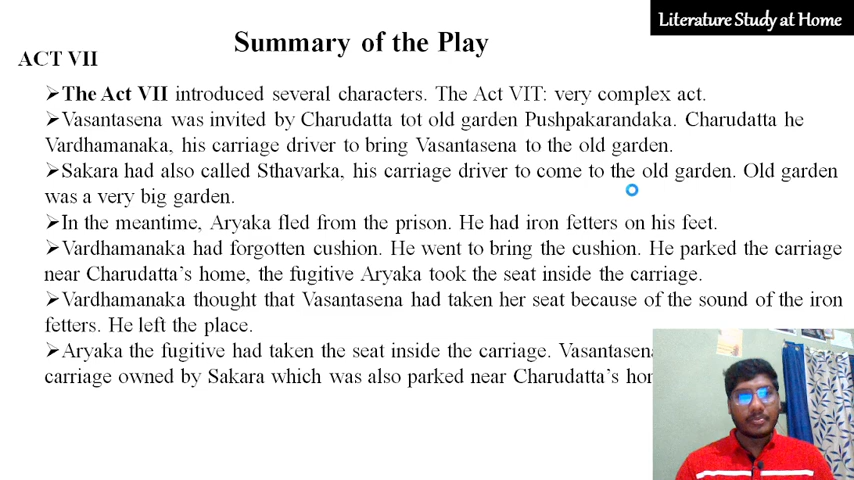 Literature Study at Home
Summary of the Play
ACT VII
➢The Act VII introduced several characters. The Act VIT: very complex act.
➢Vasantasena was invited by Charudatta tot old garden Pushpakarandaka. Charudatta he
Vardhamanaka, his carriage driver to bring Vasantasena to the old garden.
➢Sakara had also called Sthavarka, his carriage driver to come to the old garden. Old garden
was a very big garden.
➢In the meantime, Aryaka fled from the prison. He had iron fetters on his feet.
➢Vardhamanaka had forgotten cushion. He went to bring the cushion. He parked the carriage
near Charudatta's home, the fugitive Aryaka took the seat inside the carriage.
➢Vardhamanaka thought that Vasantasena had taken her seat because of the sound of the iron
fetters. He left the place.
➢Aryaka the fugitive had taken the seat inside the carriage. Vasantasena
carriage owned by Sakara which was also parked near Charudatta's